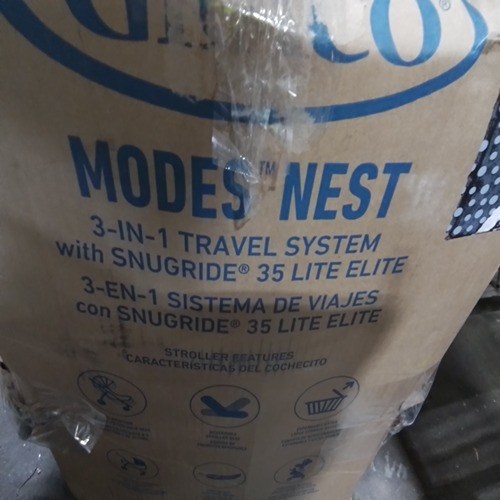 MODES™ NEST
3-IN-1 TRAVEL SYSTEM
with SNUGRIDE® 35 LITE ELITE
3-EN-1 SISTEMA DE VIAJES
con SNUGRIDE® 35 LITE ELITE
STROLLER FEATURES
CARACTERÍSTICAS DEL COCHECITO